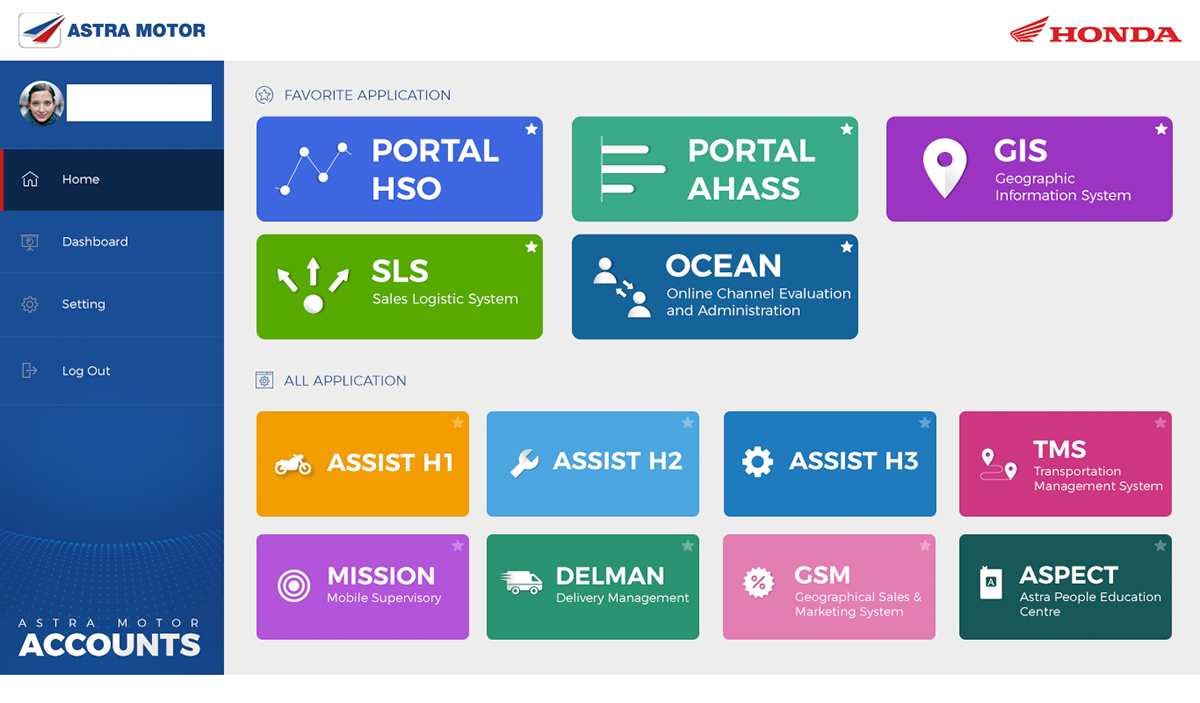 ASTRA MOTOR
HONDA
Home
Dashboard
Setting
Log Out
ASTRA MOTOR
ACCOUNTS
FAVORITE APPLICATION
PORTAL
HSO
PORTAL
AHASS
GIS
Geographic
Information System
SLS
Sales Logistic System
OCEAN
Online Channel Evaluation
and Administration
ALL APPLICATION
ASSIST H1
ASSIST H2
ASSIST H3
TMS
Transportation
Management System
MISSION
Mobile Supervisory
DELMAN
Delivery Management
%
GSM
Geographical Sales &
Marketing System
A
ASPECT
Astra People Education
Centre